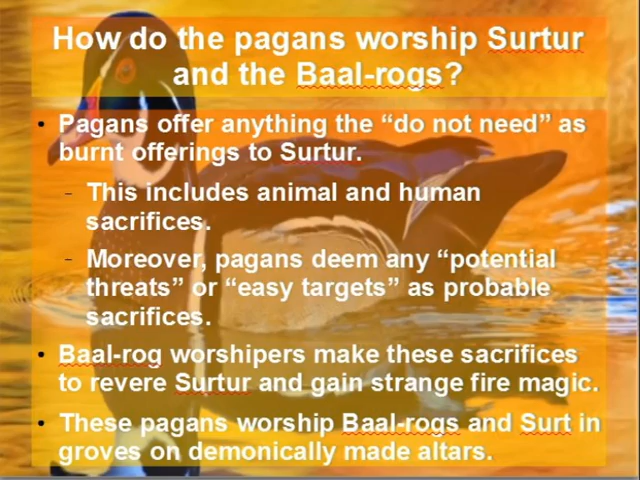 How do the pagans worship Surtur
and the Baal-rogs?
• Pagans offer anything the “do not need” as
burnt offerings to Surtur.
– This includes animal and human
sacrifices.
– Moreover, pagans deem any “potential
threats” or “easy targets” as probable
sacrifices.
• Baal-rog worshipers make these sacrifices
to revere Surtur and gain strange fire magic.
• These pagans worship Baal-rogs and Surt in
groves on demonically made altars.